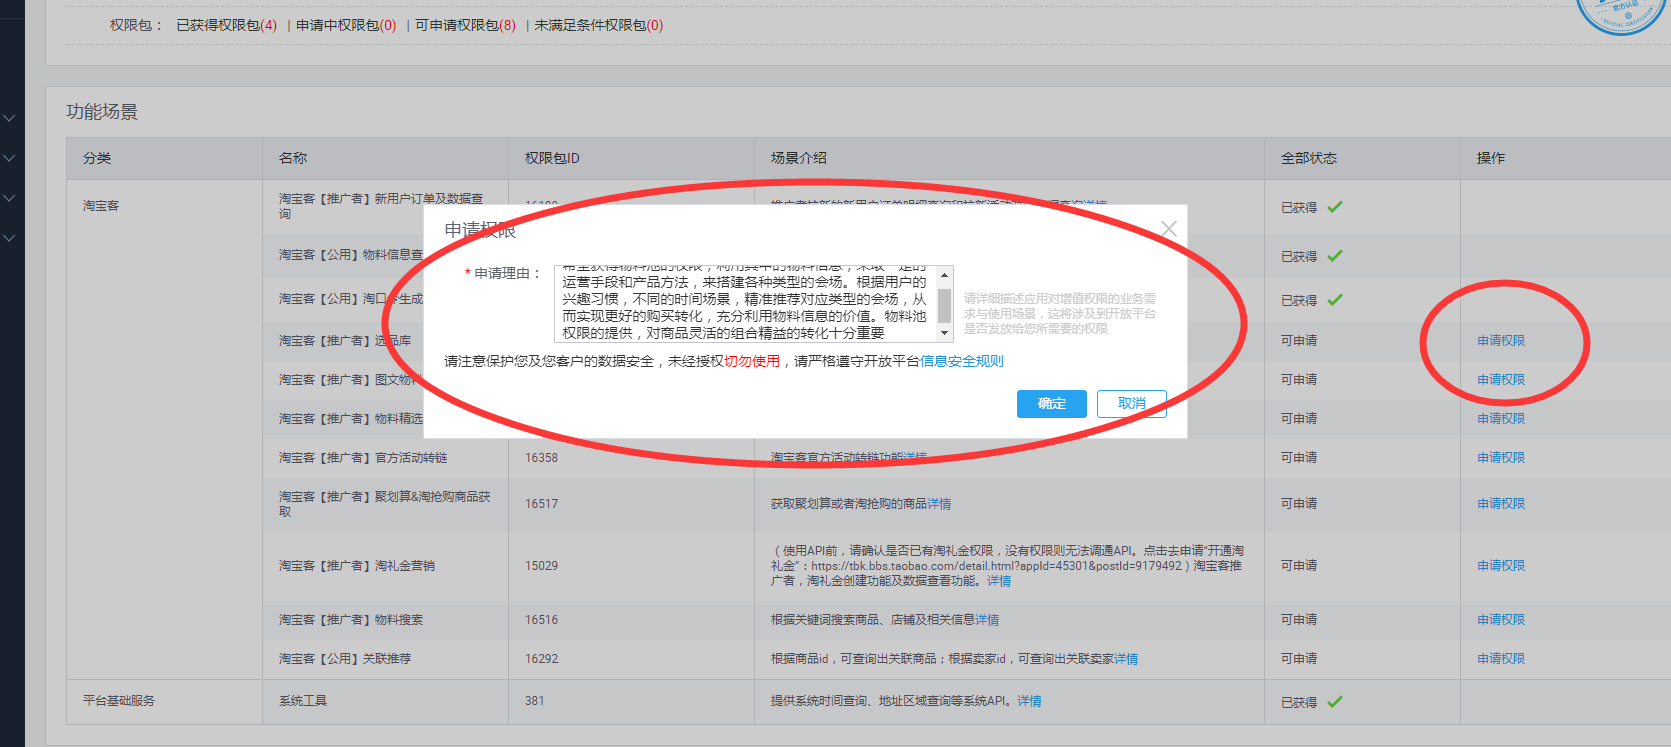 权限包： 已获得权限包(4) | 申请中权限包(0) | 可申请权限包(8) | 未满足条件权限包(0)
官方认证
功能场景
分类 名称 权限包ID 场景介绍 全部状态 操作
淘宝客
淘宝客【推广者】新用户订单及数据查
询
已获得
淘宝客【公用】物料信息查
已获得
淘宝客【公用】淘口令生成
已获得
淘宝客【推广者】选品库
可申请 申请权限
淘宝客【推广者】图文物料
可申请 申请权限
淘宝客【推广者】物料精选
可申请 申请权限
申请权限
* 申请理由：
希望获得物料池的权限，利用其中的物料信息，采取一定的
运营手段和产品方法，来搭建各种类型的会场。根据用户的
兴趣习惯，不同的时间场景，精准推荐对应类型的会场，从
而实现更好的购买转化，充分利用物料信息的价值。物料池
权限的提供，对商品灵活的组合精益的转化十分重要
请详细描述应用对增值权限的业务需
求与使用场景，这将涉及到开放平台
是否发放给您所需要的权限
请注意保护您及您客户的数据安全，未经授权切勿使用，请严格遵守开放平台信息安全规则
确定 取消
淘宝客【推广者】官方活动转链 16358 淘宝客官方活动转链功能详情 可申请 申请权限
淘宝客【推广者】聚划算&淘抢购商品获
取
16517 获取聚划算或者淘抢购的商品详情 可申请 申请权限
淘宝客【推广者】淘礼金营销 15029
（使用API前，请确认是否已有淘礼金权限，没有权限则无法调通API。点击去申请“开通淘
礼金”：https://tbk.bbs.taobao.com/detail.html?appId=45301&postId=9179492）淘宝客推
广者，淘礼金创建功能及数据查看功能。详情
可申请 申请权限
淘宝客【推广者】物料搜索 16516 根据关键词搜索商品、店铺及相关信息详情 可申请 申请权限
淘宝客【公用】关联推荐 16292 根据商品id，可查询出关联商品；根据卖家id，可查询出关联卖家详情 可申请 申请权限
平台基础服务 系统工具 381 提供系统时间查询、地址区域查询等系统API。详情 已获得